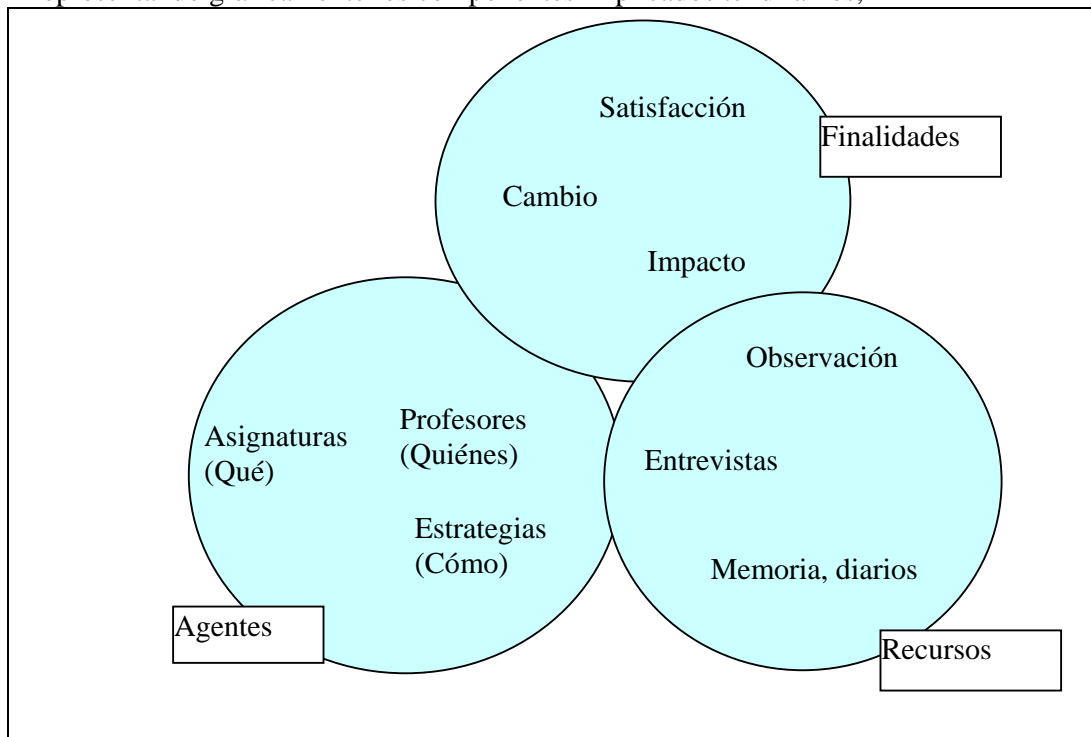 Satisfacción
Finalidades
Cambio
Impacto
Observación
Profesores
(Quiénes)
Asignaturas
(Qué)
Entrevistas
Estrategias
(Cómo)
Memoria, diarios
Agentes
Recursos